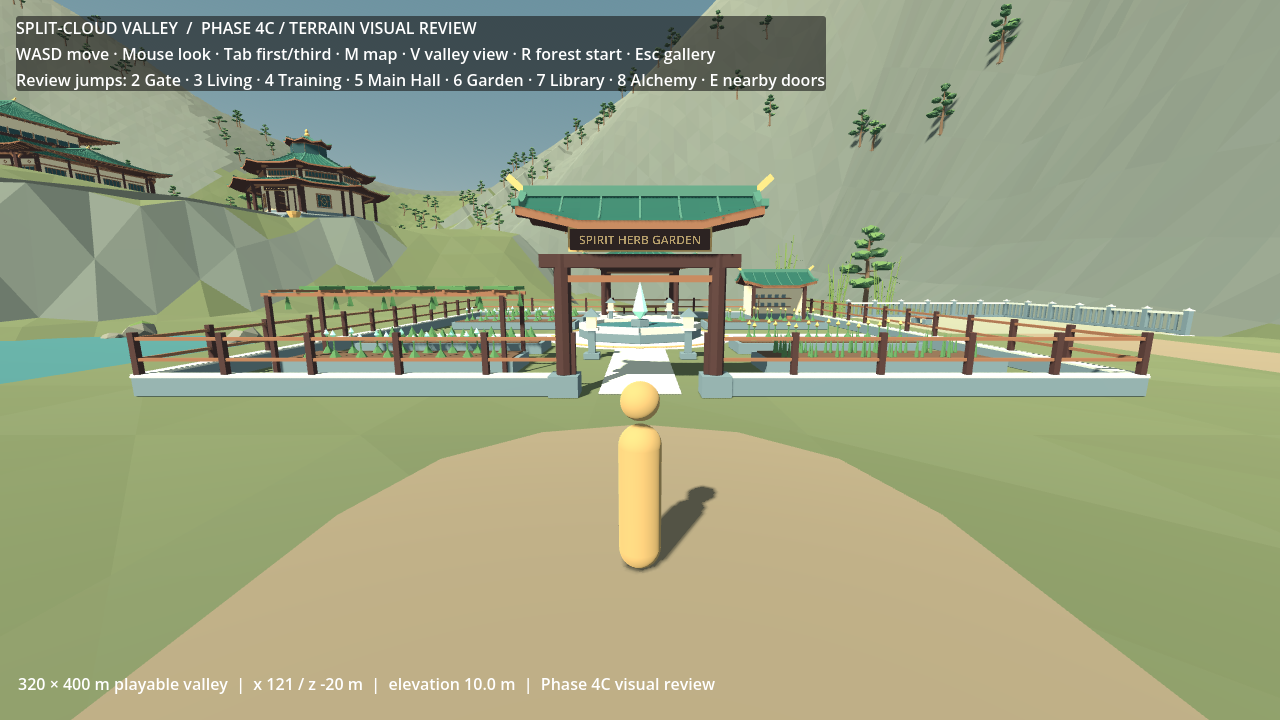 SPLIT-CLOUD VALLEY / PHASE 4C / TERRAIN VISUAL REVIEW
WASD move · Mouse look · Tab first/third · M map · V valley view · R forest start · Esc gallery
Review jumps: 2 Gate · 3 Living · 4 Training · 5 Main Hall · 6 Garden · 7 Library · 8 Alchemy · E nearby doors
SPIRIT HERB GARDEN
320 × 400 m playable valley | x 121 / z -20 m | elevation 10.0 m | Phase 4C visual review